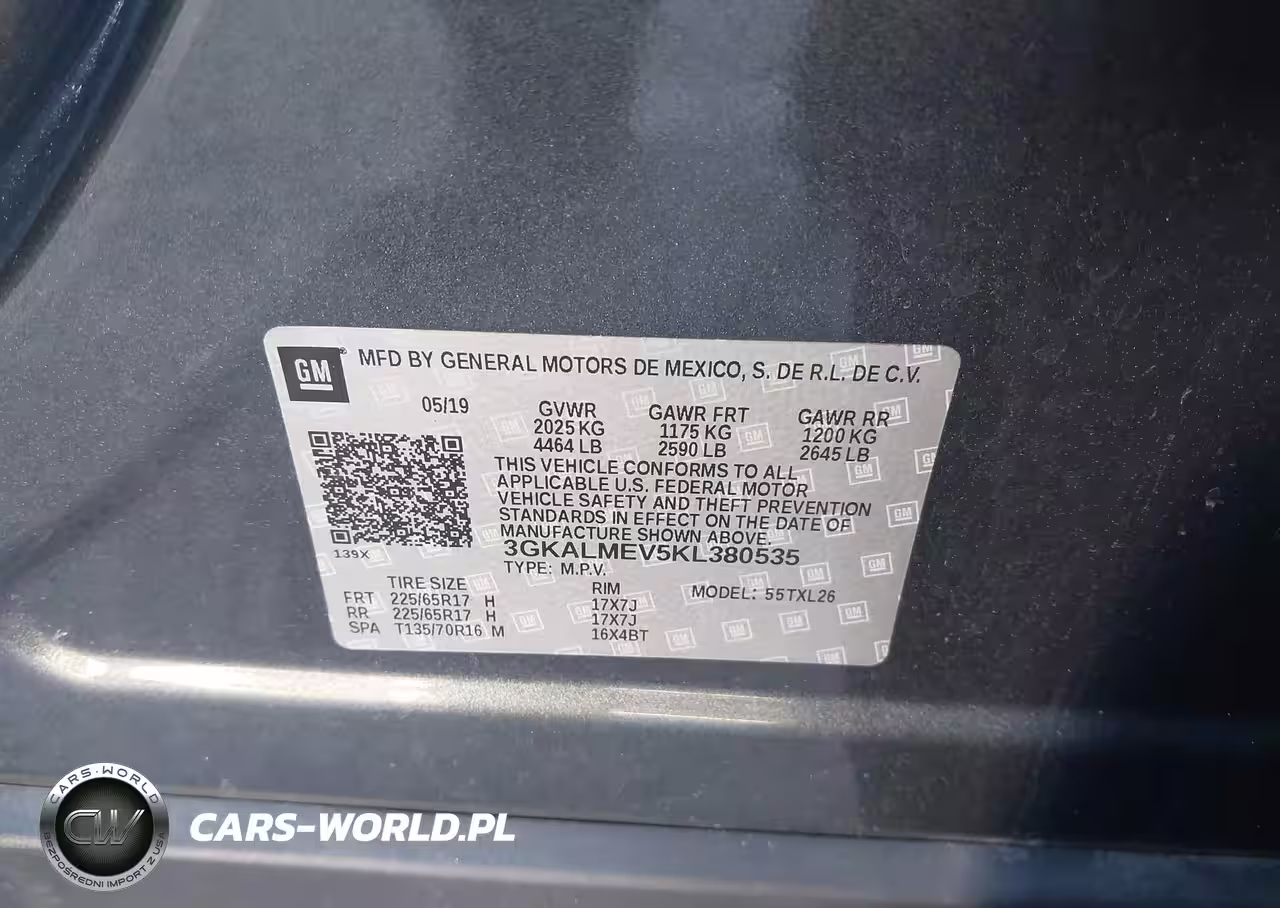 GM MFD BY GENERAL MOTORS DE MEXICO, S. DE R.L. DE C.V.
05/19 GVWR GAWR FRT GAWR RR
2025 KG 1175 KG 1200 KG
4464 LB 2590 LB 2645 LB
THIS VEHICLE CONFORMS TO ALL
APPLICABLE U.S. FEDERAL MOTOR
VEHICLE SAFETY AND THEFT PREVENTION
STANDARDS IN EFFECT ON THE DATE OF
MANUFACTURE SHOWN ABOVE.
139X
3GKALMEV5KL380535
TYPE: M.P.V.
TIRE SIZE RIM MODEL: 55TXL26
FRT 225/65R17 H 17X7J
RR 225/65R17 H 17X7J
SPA T135/70R16 M 16X4BT
CARS-WORLD
CW
BEZPOŚREDNI IMPORT Z USA
CARS-WORLD.PL